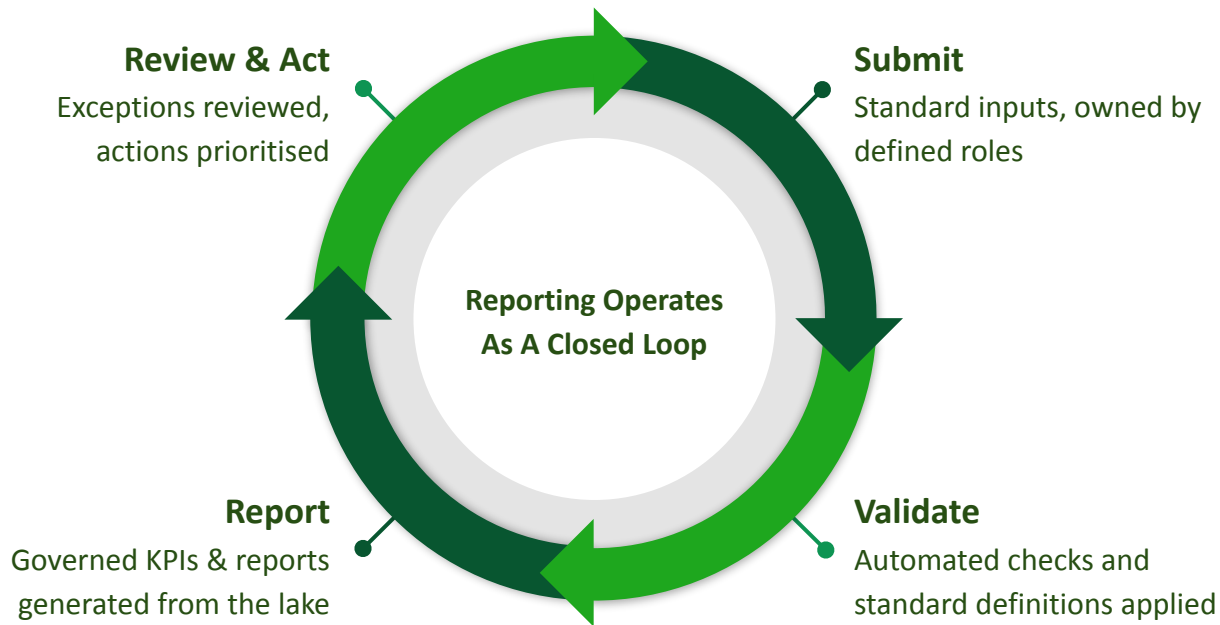 Review & Act
Exceptions reviewed,
actions prioritised
Submit
Standard inputs, owned by
defined roles
Reporting Operates
As A Closed Loop
Report
Governed KPIs & reports
generated from the lake
Validate
Automated checks and
standard definitions applied